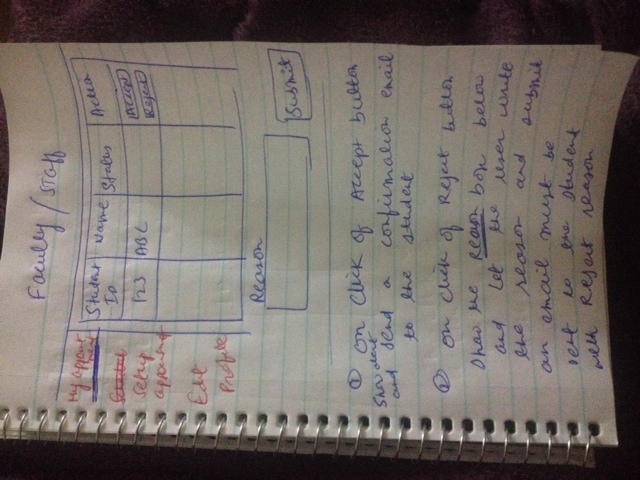 Faculty / Staff
My appoint
ment
Setup
appointment
Edit
Profile
Student
ID
Name
Status
Action
123
ABC
Accept
Reject
Reason
Submit
① On click of Accept button
and send a confirmation email
to the student
② On click of Reject button
show the Reason box below
and let the user write
the reason and submit
an email must be
sent to the student
with Reject reason